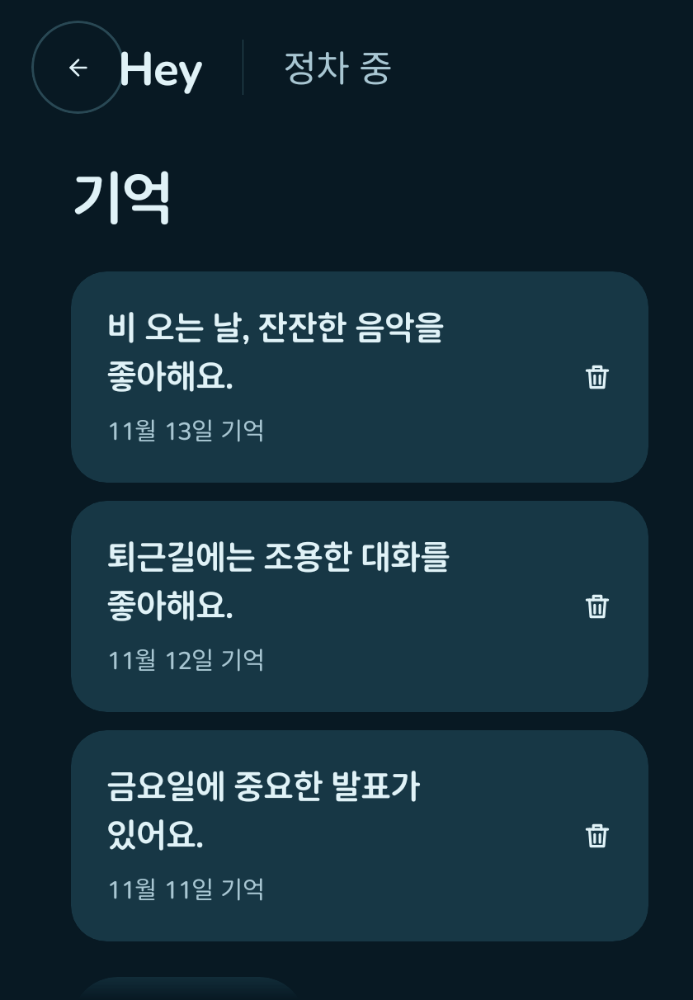 Hey 정차 중
기억
비 오는 날, 잔잔한 음악을
좋아해요.
11월 13일 기억
퇴근길에는 조용한 대화를
좋아해요.
11월 12일 기억
금요일에 중요한 발표가
있어요.
11월 11일 기억